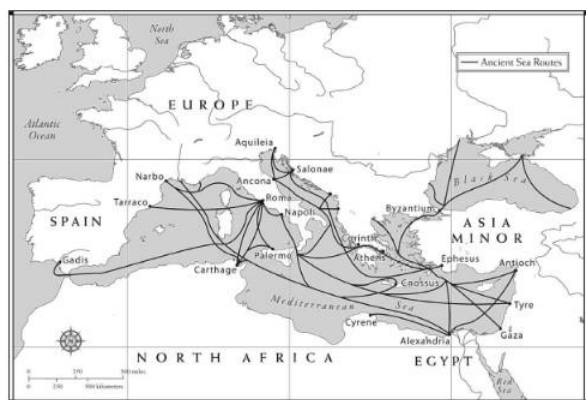 North
Sea
Ancient Sea Routes
Atlantic
Ocean
EUROPE
Aquileia
Salonae
Narbo
Ancona
Black Sea
Roma
Tarraco
Napoli
Byzantium
SPAIN
ASIA
MINOR
Corinth
Gadis
Palermo
Athens
Ephesus
Antioch
Carthage
Cnossus
Mediterranean Sea
Tyre
Cyrene
Gaza
Alexandria
NORTH AFRICA
EGYPT
Red
Sea